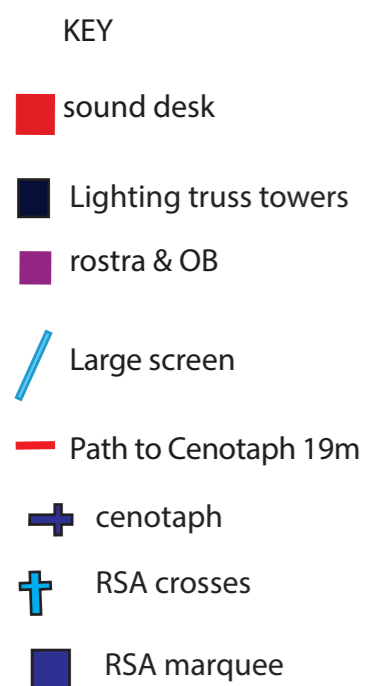 KEY
sound desk
Lighting truss towers
rostra & OB
Large screen
Path to Cenotaph 19m
cenotaph
RSA crosses
RSA marquee